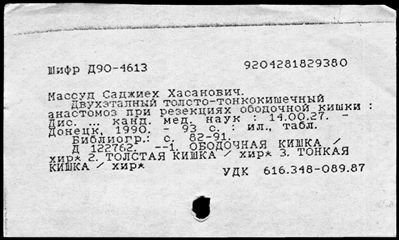 Шифр Д90-4613 9204281829380
Массуд Саджиех Хасанович.
Двухэтапный толсто-тонкокишечный
анастомоз при резекциях ободочной кишки :
Дис. ... канд. мед. наук : 14.00.27. -
Донецк, 1990. - 93 с. : ил., табл.
Библиогр.: с. 82-91.
Д 122762. --1. ОБОДОЧНАЯ КИШКА /
хир* 2. ТОЛСТАЯ КИШКА / хир* 3. ТОНКАЯ
КИШКА / хир*
УДК 616.348-089.87